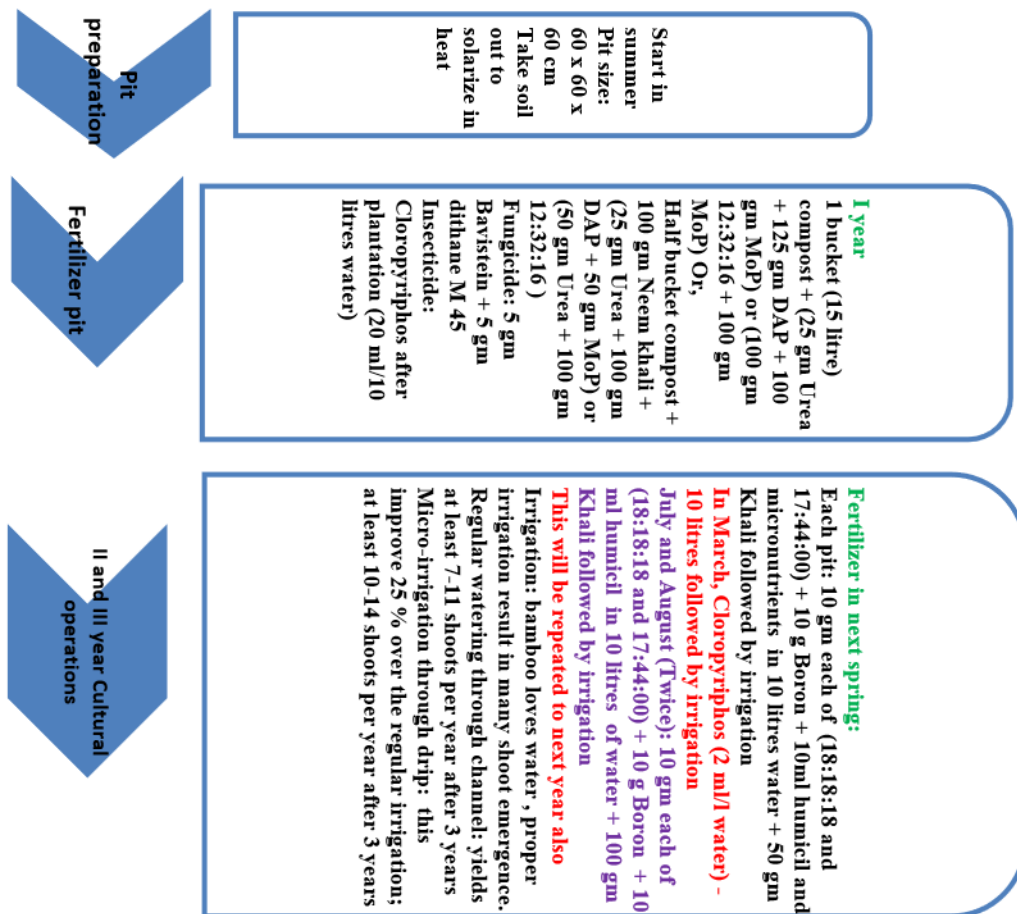 Pit
preparation
Start in
summer
Pit size:
60 x 60 x
60 cm
Take soil
out to
solarize in
heat
Fertilizer pit
I year
1 bucket (15 litre)
compost + (25 gm Urea
+ 125 gm DAP + 100
gm MoP) or (100 gm
12:32:16 + 100 gm
MoP) Or,
Half bucket compost +
100 gm Neem khali +
(25 gm Urea + 100 gm
DAP + 50 gm MoP) or
(50 gm Urea + 100 gm
12:32:16 )
Fungicide: 5 gm
Bavistein + 5 gm
dithane M 45
Insecticide:
Cloropyriphos after
plantation (20 ml/10
litres water)
II and III year Cultural
operations
Fertilizer in next spring:
Each pit: 10 gm each of (18:18:18 and
17:44:00) + 10 g Boron + 10ml humicil and
micronutrients in 10 litres water + 50 gm
Khali followed by irrigation
In March, Cloropyriphos (2 ml/l water) -
10 litres followed by irrigation
July and August (Twice): 10 gm each of
(18:18:18 and 17:44:00) + 10 g Boron + 10
ml humicil in 10 litres of water + 100 gm
Khali followed by irrigation
This will be repeated to next year also
Irrigation: bamboo loves water , proper
irrigation result in many shoot emergence.
Regular watering through channel: yields
at least 7-11 shoots per year after 3 years
Micro-irrigation through drip: this
improve 25 % over the regular irrigation;
at least 10-14 shoots per year after 3 years